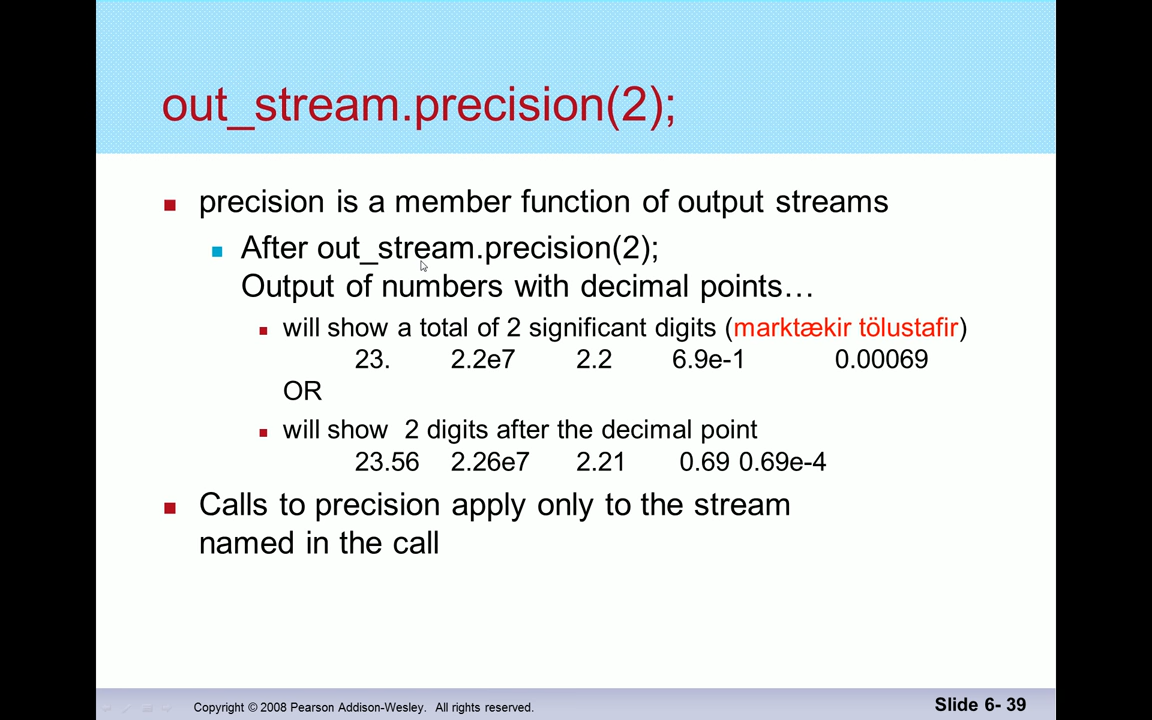 out_stream.precision(2);
precision is a member function of output streams
After out_stream.precision(2);
Output of numbers with decimal points…
will show a total of 2 significant digits (marktækir tölustafir)
23. 2.2e7 2.2 6.9e-1 0.00069
OR
will show 2 digits after the decimal point
23.56 2.26e7 2.21 0.69 0.69e-4
Calls to precision apply only to the stream
named in the call
Copyright © 2008 Pearson Addison-Wesley. All rights reserved.
Slide 6- 39